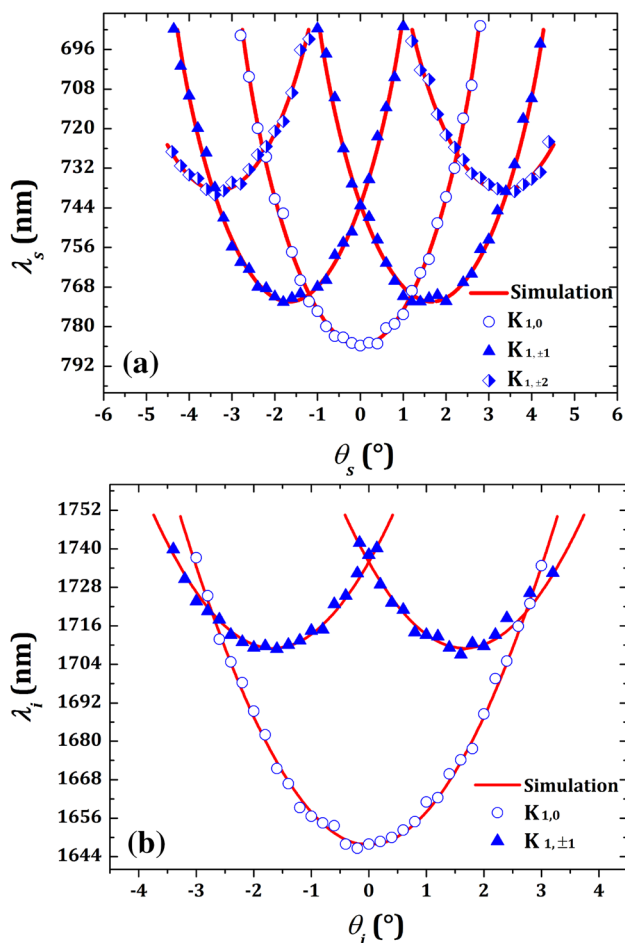 696
708
720
732
744
756
768
780
792
λs (nm)
(a)
Simulation
K1,0
K1,±1
K1,±2
-6 -5 -4 -3 -2 -1 0 1 2 3 4 5 6
θs (°)
1752
1740
1728
1716
1704
1692
1680
1668
1656
1644
λi (nm)
(b)
Simulation
K1,0
K1,±1
-4 -3 -2 -1 0 1 2 3 4
θi (°)